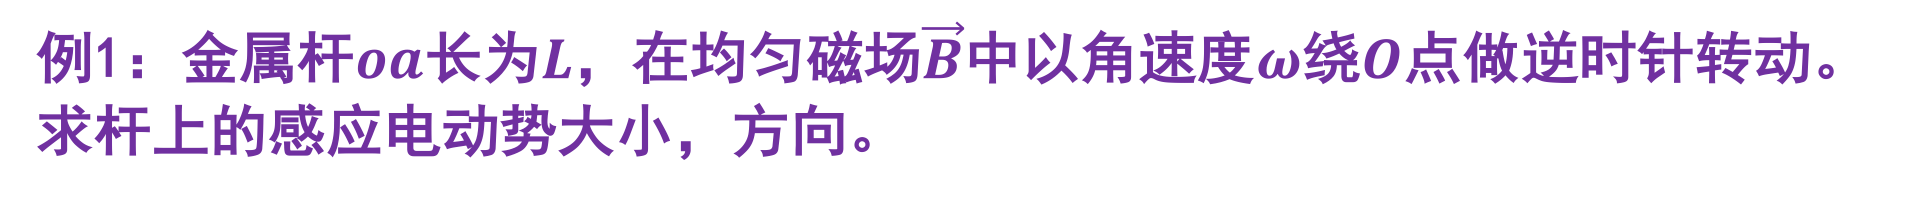 例1：金属杆oa长为L，在均匀磁场\vec{B}中以角速度ω绕O点做逆时针转动。
求杆上的感应电动势大小，方向。